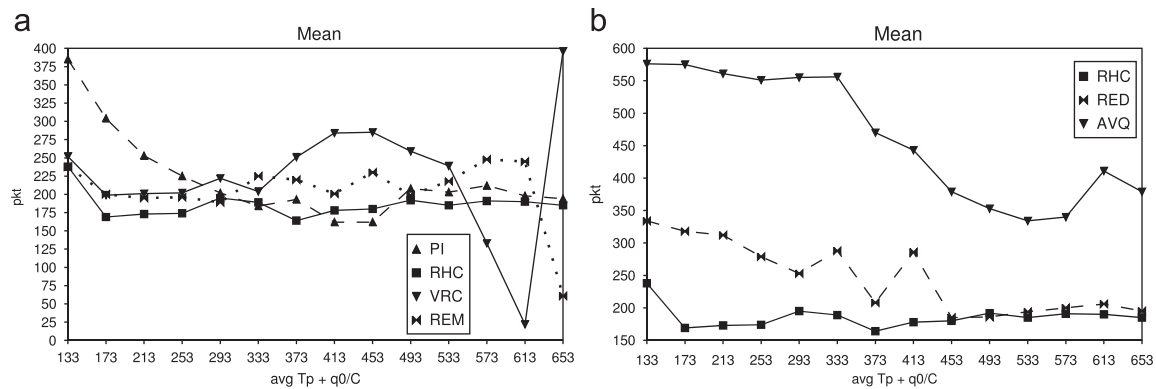 a
Mean
400
375
350
325
300
275
250
225
200
175
150
125
100
75
50
25
0
pkt
PI
RHC
VRC
REM
133 173 213 253 293 333 373 413 453 493 533 573 613 653
avg Tp + q0/C
b
Mean
600
550
500
450
400
350
300
250
200
150
pkt
RHC
RED
AVQ
133 173 213 253 293 333 373 413 453 493 533 573 613 653
avg Tp + q0/C